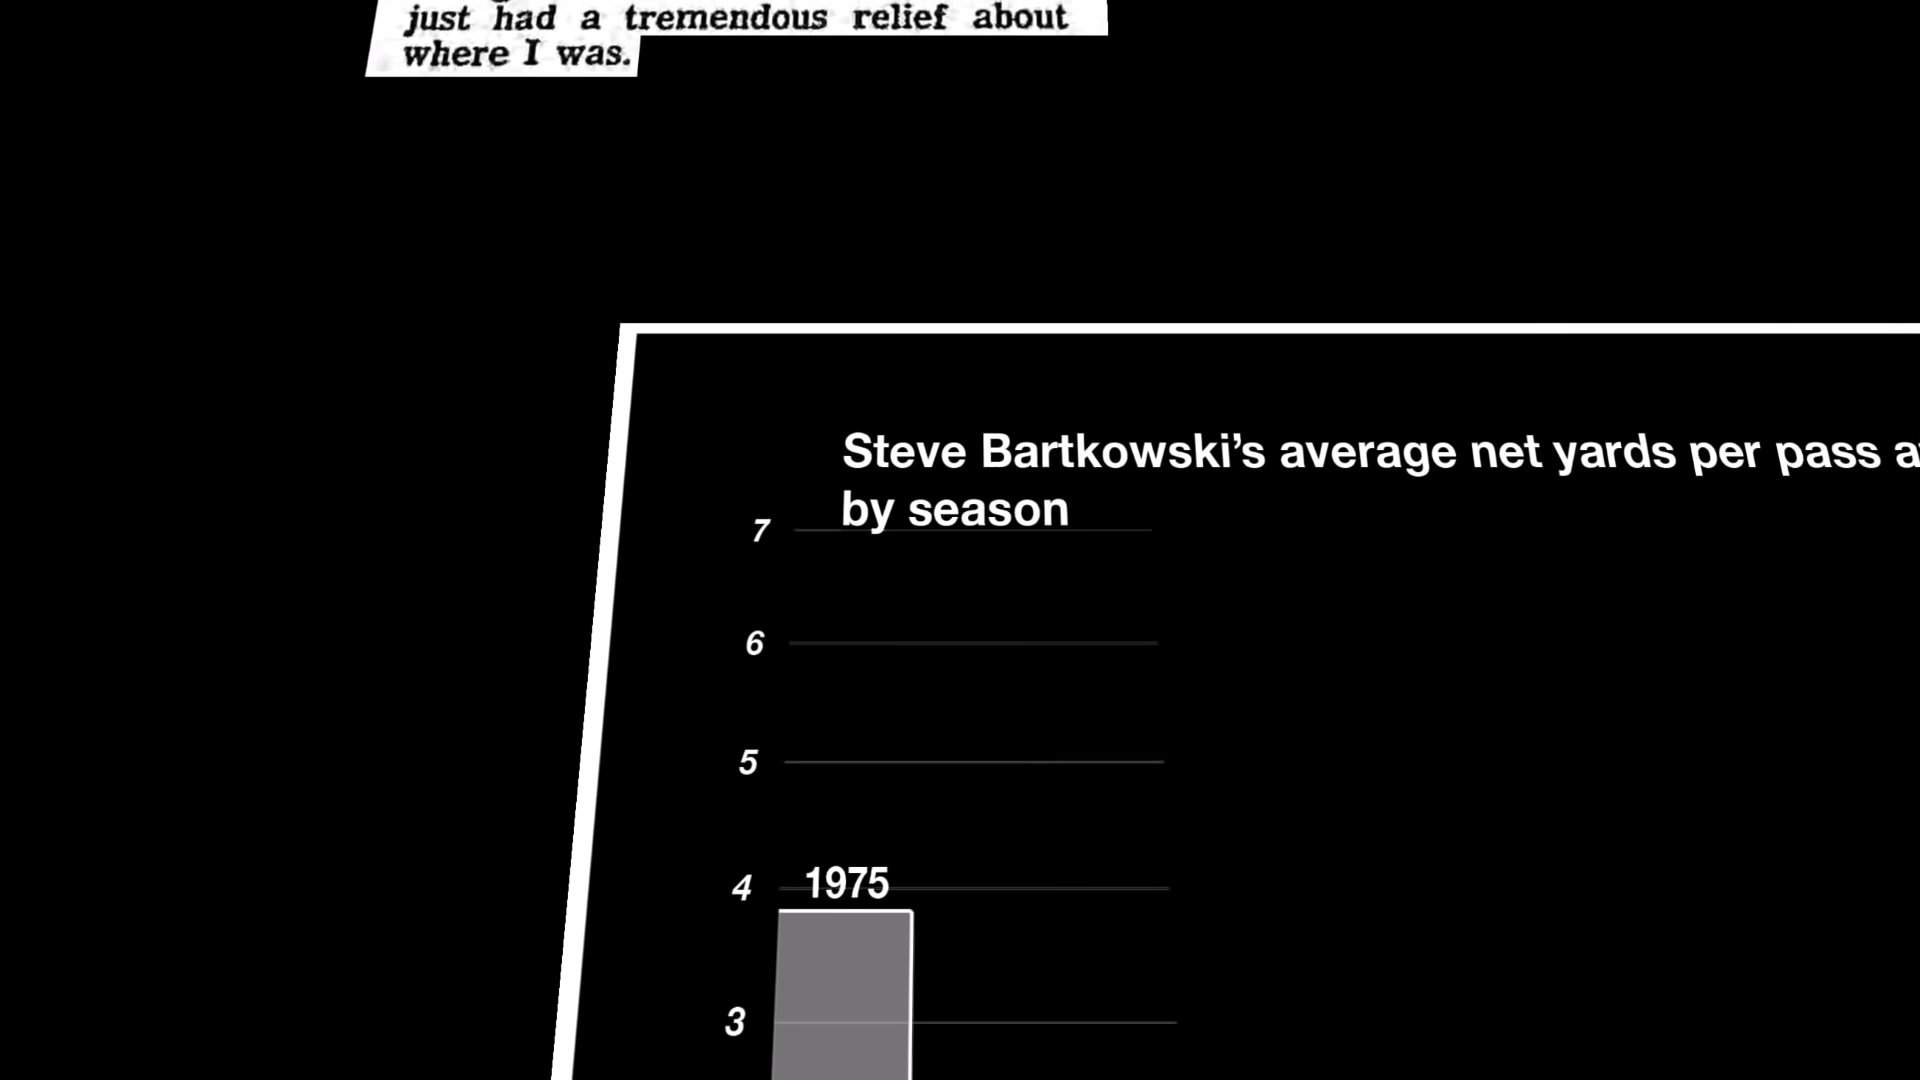 just had a tremendous relief about
where I was.
Steve Bartkowski’s average net yards per pass
by season
7
6
5
4
1975
3